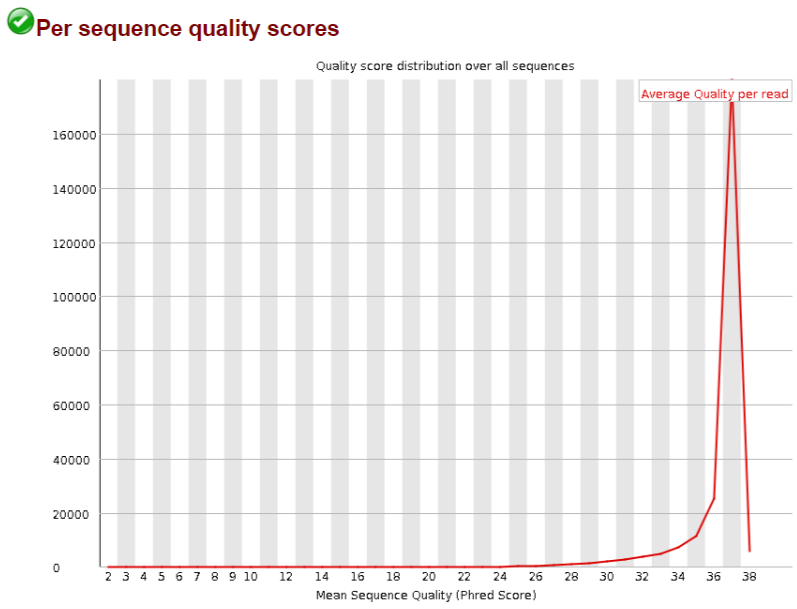 Per sequence quality scores
Quality score distribution over all sequences
Average Quality per read
160000
140000
120000
100000
80000
60000
40000
20000
0
2 3 4 5 6 7 8 9 10 12 14 16 18 20 22 24 26 28 30 32 34 36 38
Mean Sequence Quality (Phred Score)